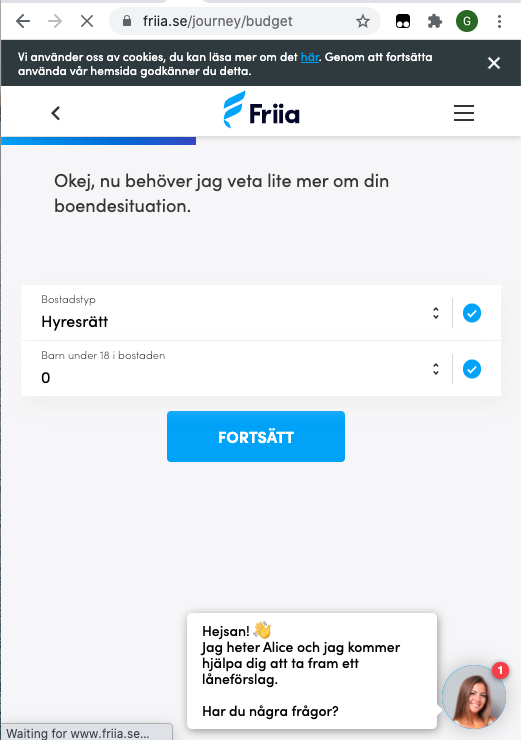 friia.se/journey/budget
G
Vi använder oss av cookies, du kan läsa mer om det här. Genom att fortsätta
använda vår hemsida godkänner du detta.
Friia
Okej, nu behöver jag veta lite mer om din
boendesituation.
Bostadstyp
Hyresrätt
Barn under 18 i bostaden
0
FORTSÄTT
Hejsan! 👋
Jag heter Alice och jag kommer
hjälpa dig att ta fram ett
låneförslag.
Har du några frågor?
1
Waiting for www.friia.se...